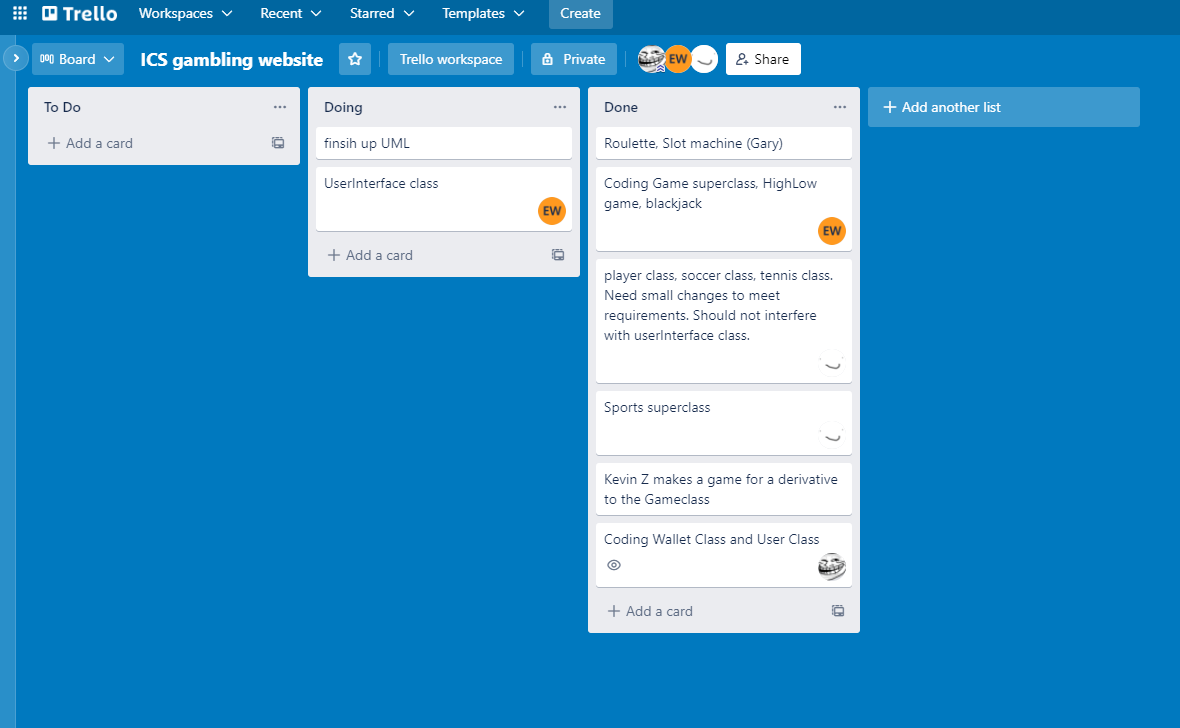 Trello Workspaces Recent Starred Templates Create
Board ICS gambling website Trello workspace Private EW Share
To Do
Add a card
Doing
finsih up UML
UserInterface class
EW
Add a card
Done
Roulette, Slot machine (Gary)
Coding Game superclass, HighLow
game, blackjack
EW
player class, soccer class, tennis class.
Need small changes to meet
requirements. Should not interfere
with userInterface class.
Sports superclass
Kevin Z makes a game for a derivative
to the Gameclass
Coding Wallet Class and User Class
Add a card
Add another list